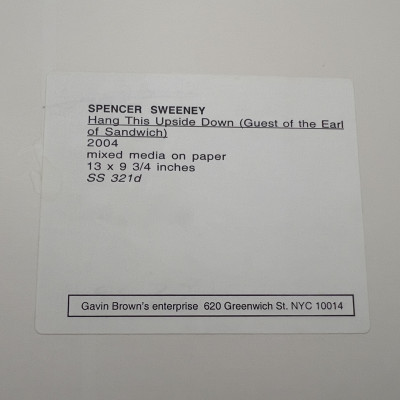 SPENCER SWEENEY
Hang This Upside Down (Guest of the Earl
of Sandwich)
2004
mixed media on paper
13 x 9 3/4 inches
SS 321d
Gavin Brown's enterprise 620 Greenwich St. NYC 10014